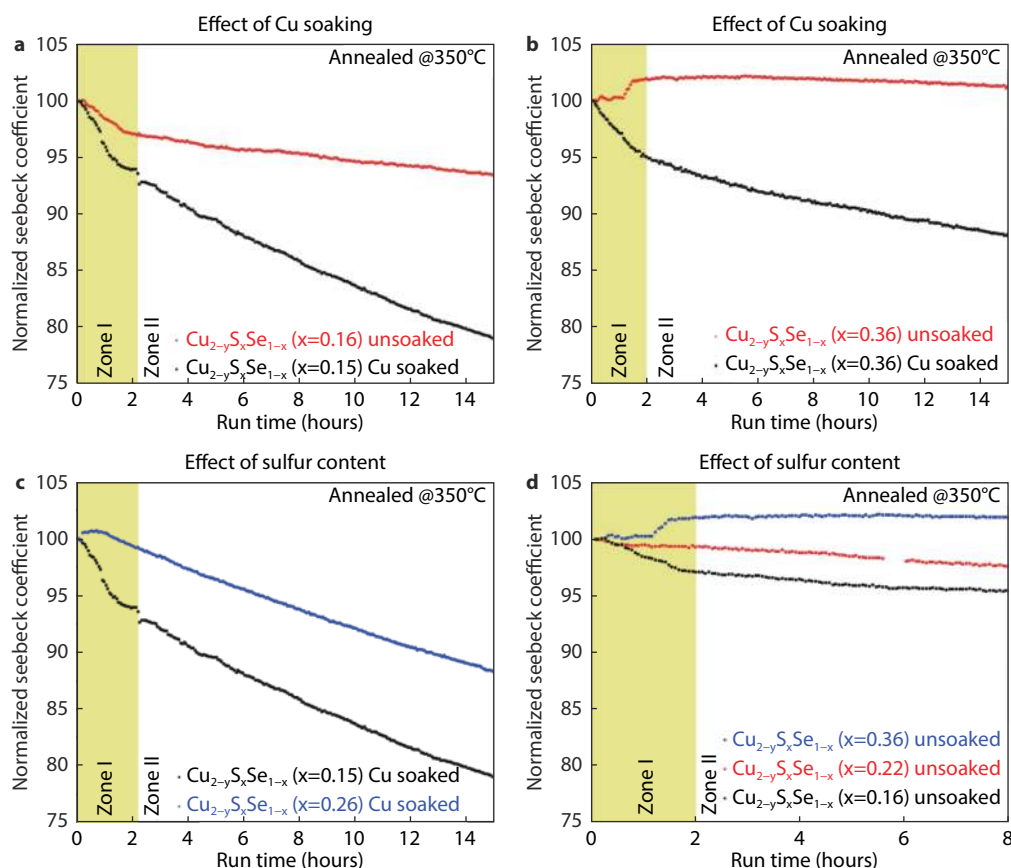 Effect of Cu soaking
a
Annealed @350°C
Normalized seebeck coefficient
105
100
95
90
85
80
75
Zone I
Zone II
Cu2–ySxSe1–x (x=0.16) unsoaked
Cu2–ySxSe1–x (x=0.15) Cu soaked
0 2 4 6 8 10 12 14
Run time (hours)
Effect of Cu soaking
b
Annealed @350°C
Normalized seebeck coefficient
105
100
95
90
85
80
75
Zone I
Zone II
Cu2–ySxSe1–x (x=0.36) unsoaked
Cu2–ySxSe1–x (x=0.36) Cu soaked
0 2 4 6 8 10 12 14
Run time (hours)
Effect of sulfur content
c
Annealed @350°C
Normalized seebeck coefficient
105
100
95
90
85
80
75
Zone I
Zone II
Cu2–ySxSe1–x (x=0.15) Cu soaked
Cu2–ySxSe1–x (x=0.26) Cu soaked
0 2 4 6 8 10 12 14
Run time (hours)
Effect of sulfur content
d
Annealed @350°C
Normalized seebeck coefficient
105
100
95
90
85
80
75
Zone I
Zone II
Cu2–ySxSe1–x (x=0.36) unsoaked
Cu2–ySxSe1–x (x=0.22) unsoaked
Cu2–ySxSe1–x (x=0.16) unsoaked
0 2 4 6 8
Run time (hours)